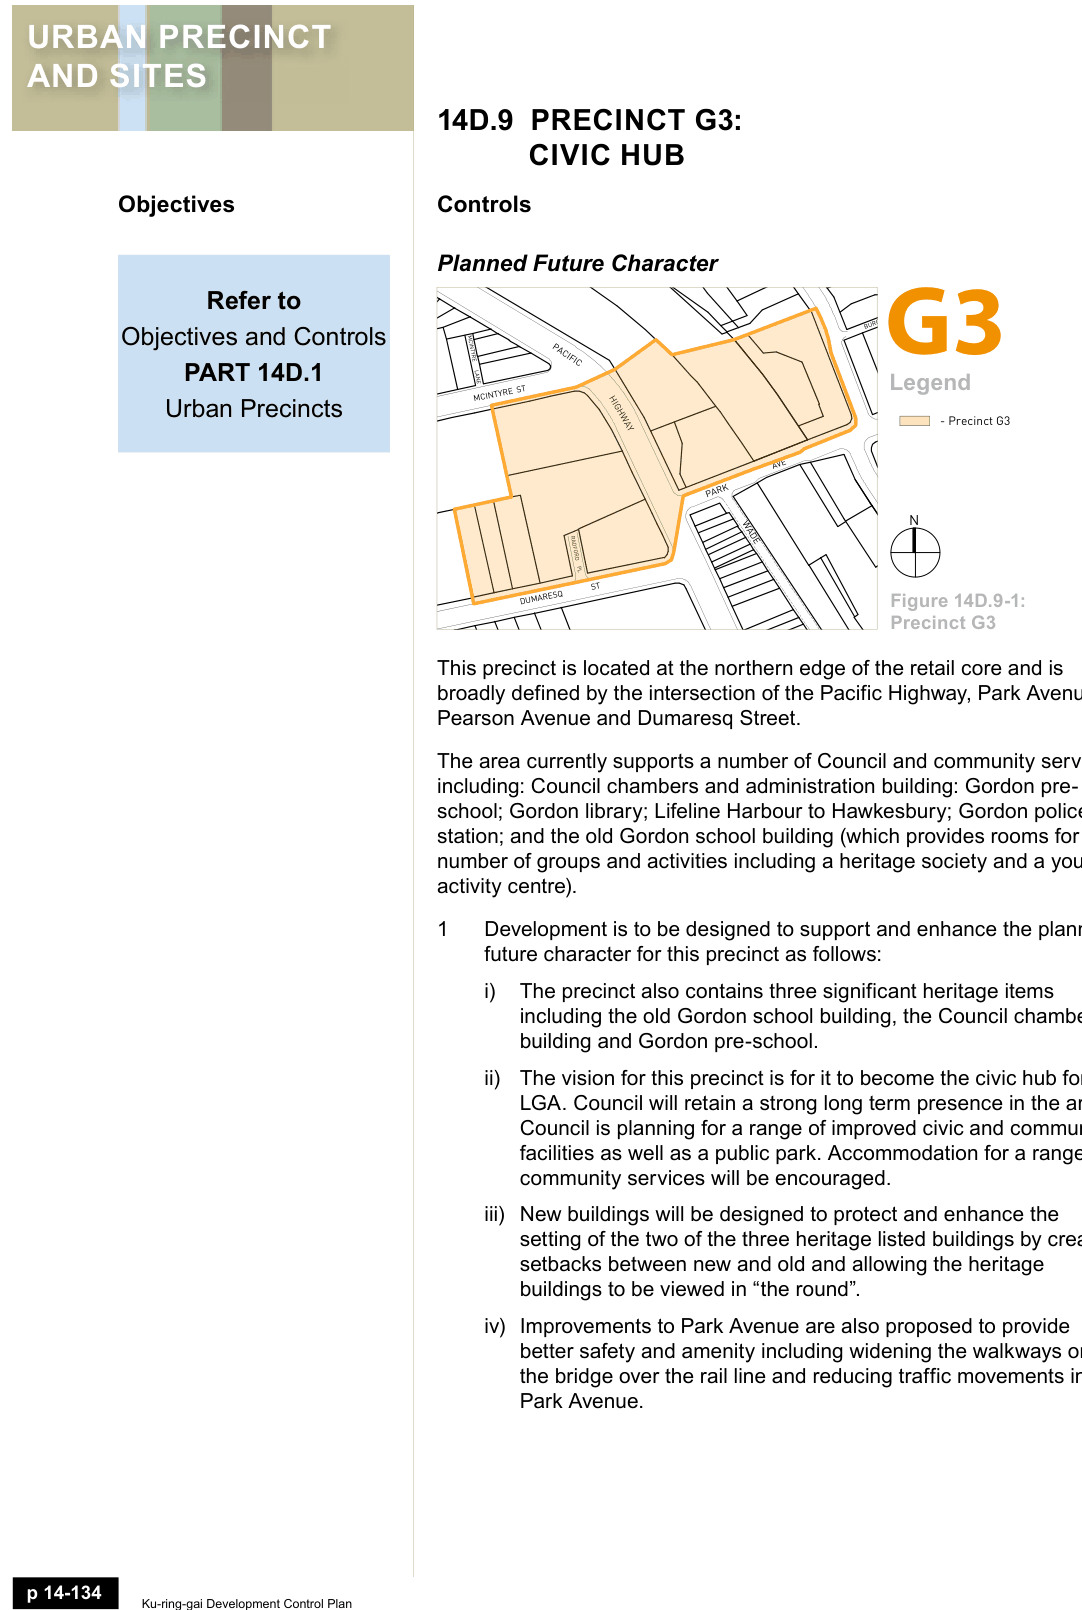 URBAN PRECINCT
AND SITES
14D.9 PRECINCT G3:
CIVIC HUB
Objectives
Controls
Refer to
Objectives and Controls
PART 14D.1
Urban Precincts
Planned Future Character
PACIFIC
HIGHWAY
MCINTYRE
LANE
MCINTYRE ST
BURN
PARK
AVE
WADE
RADFORD
PL
DUMARESQ
ST
G3
Legend
- Precinct G3
N
Figure 14D.9-1:
Precinct G3
This precinct is located at the northern edge of the retail core and is
broadly defined by the intersection of the Pacific Highway, Park Avenu
Pearson Avenue and Dumaresq Street.
The area currently supports a number of Council and community serv
including: Council chambers and administration building: Gordon pre-
school; Gordon library; Lifeline Harbour to Hawkesbury; Gordon police
station; and the old Gordon school building (which provides rooms for
number of groups and activities including a heritage society and a you
activity centre).
1 Development is to be designed to support and enhance the plann
future character for this precinct as follows:
i) The precinct also contains three significant heritage items
including the old Gordon school building, the Council chambe
building and Gordon pre-school.
ii) The vision for this precinct is for it to become the civic hub for
LGA. Council will retain a strong long term presence in the ar
Council is planning for a range of improved civic and commun
facilities as well as a public park. Accommodation for a range
community services will be encouraged.
iii) New buildings will be designed to protect and enhance the
setting of the two of the three heritage listed buildings by crea
setbacks between new and old and allowing the heritage
buildings to be viewed in “the round”.
iv) Improvements to Park Avenue are also proposed to provide
better safety and amenity including widening the walkways on
the bridge over the rail line and reducing traffic movements in
Park Avenue.
p 14-134
Ku-ring-gai Development Control Plan